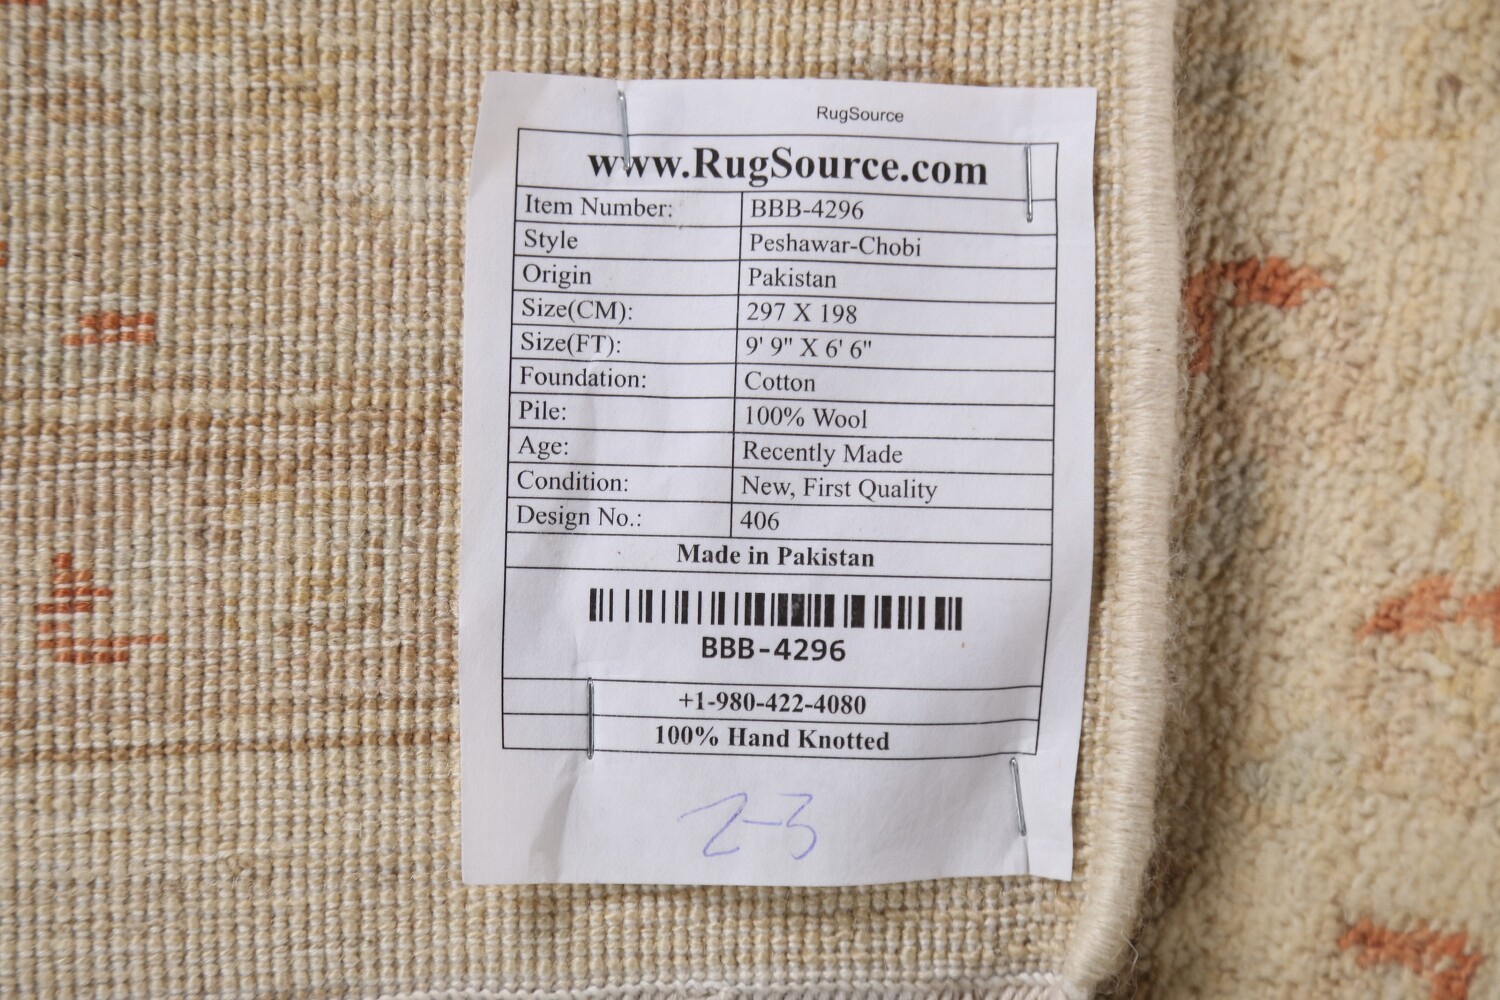 RugSource
www.RugSource.com
Item Number: BBB-4296
Style Peshawar-Chobi
Origin Pakistan
Size(CM): 297 X 198
Size(FT): 9' 9" X 6' 6"
Foundation: Cotton
Pile: 100% Wool
Age: Recently Made
Condition: New, First Quality
Design No.: 406
Made in Pakistan
BBB-4296
+1-980-422-4080
100% Hand Knotted
2-3